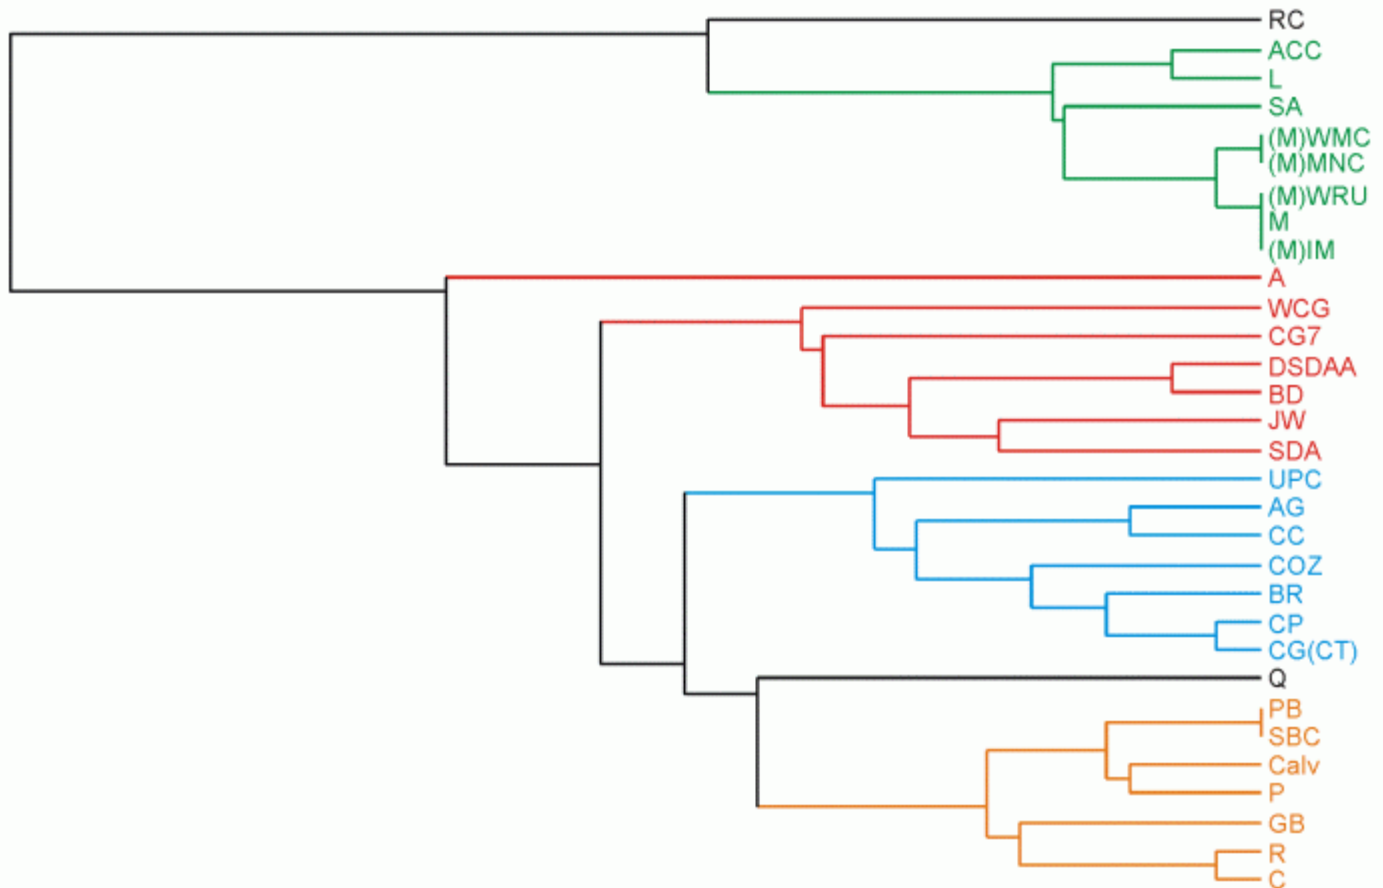 RC
ACC
L
SA
(M)WMC
(M)MNC
(M)WRU
M
(M)IM
A
WCG
CG7
DSDAA
BD
JW
SDA
UPC
AG
CC
COZ
BR
CP
CG(CT)
Q
PB
SBC
Calv
P
GB
R
C